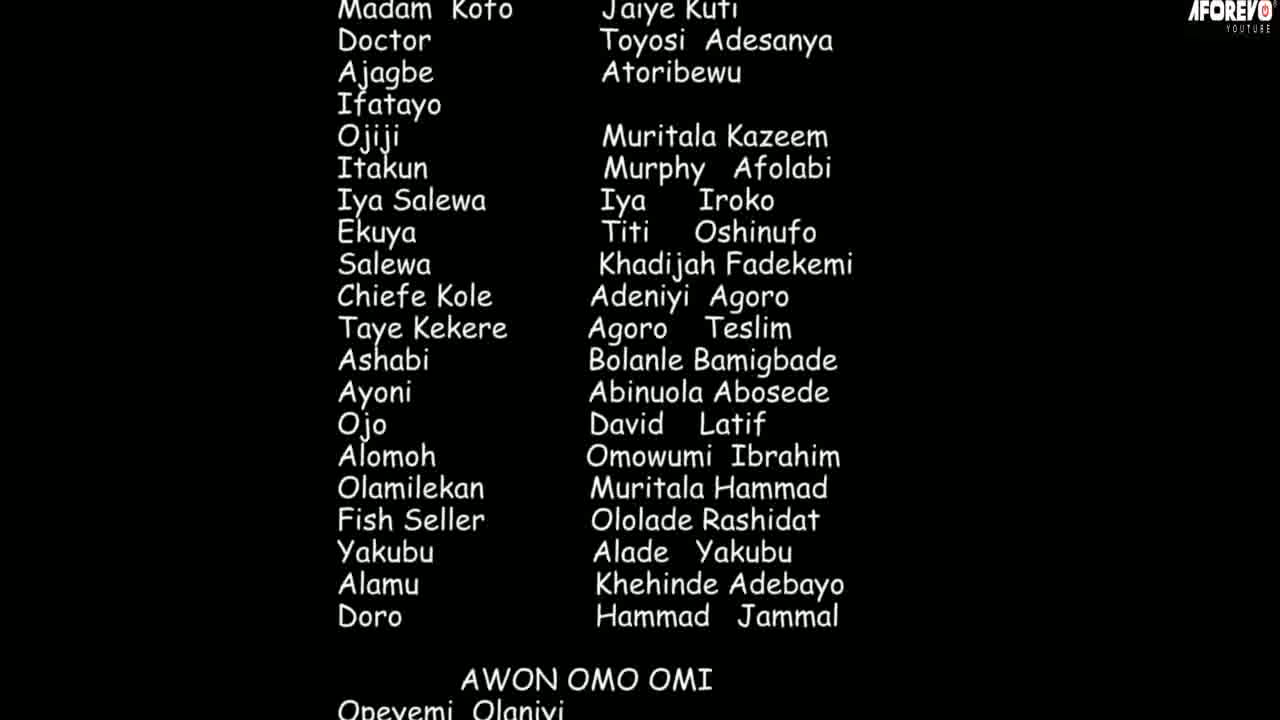 AFOREVO
YOUTUBE
Madam Kofo Jaiye Kuti
Doctor Toyosi Adesanya
Ajagbe Atoribewu
Ifatayo
Ojiji Muritala Kazeem
Itakun Murphy Afolabi
Iya Salewa Iya Iroko
Ekuya Titi Oshinufo
Salewa Khadijah Fadekemi
Chiefe Kole Adeniyi Agoro
Taye Kekere Agoro Teslim
Ashabi Bolanle Bamigbade
Ayoni Abinuola Abosede
Ojo David Latif
Alomoh Omowumi Ibrahim
Olamilekan Muritala Hammad
Fish Seller Ololade Rashidat
Yakubu Alade Yakubu
Alamu Khehinde Adebayo
Doro Hammad Jammal
AWON OMO OMI
Opeyemi Olaniyi